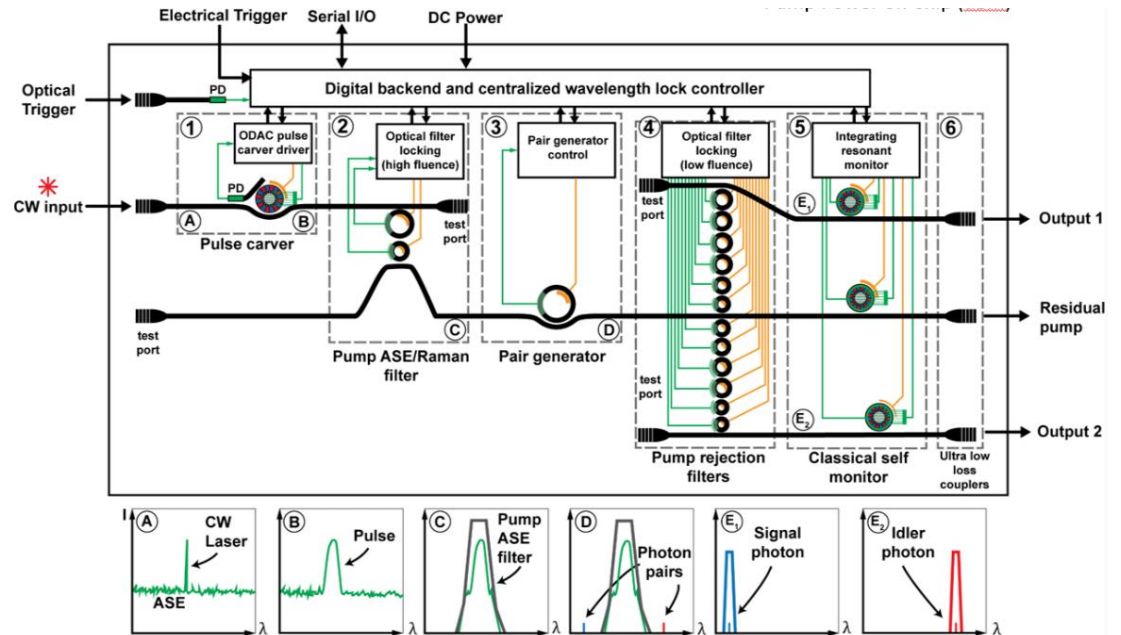 Electrical Trigger
Serial I/O
DC Power
Optical
Trigger
PD
Digital backend and centralized wavelength lock controller
1
ODAC pulse
carver driver
2
Optical filter
locking
(high fluence)
3
Pair generator
control
4
Optical filter
locking
(low fluence)
5
Integrating
resonant
monitor
6
CW input
PD
A
B
Pulse carver
test
port
test
port
E1
Output 1
test
port
C
Pump ASE/Raman
filter
D
Pair generator
Residual
pump
test
port
E2
Output 2
Pump rejection
filters
Classical self
monitor
Ultra low
loss
couplers
I
A
CW
Laser
ASE
λ
B
Pulse
λ
C
Pump
ASE
filter
λ
D
Photon
pairs
λ
E1
Signal
photon
λ
E2
Idler
photon
λ